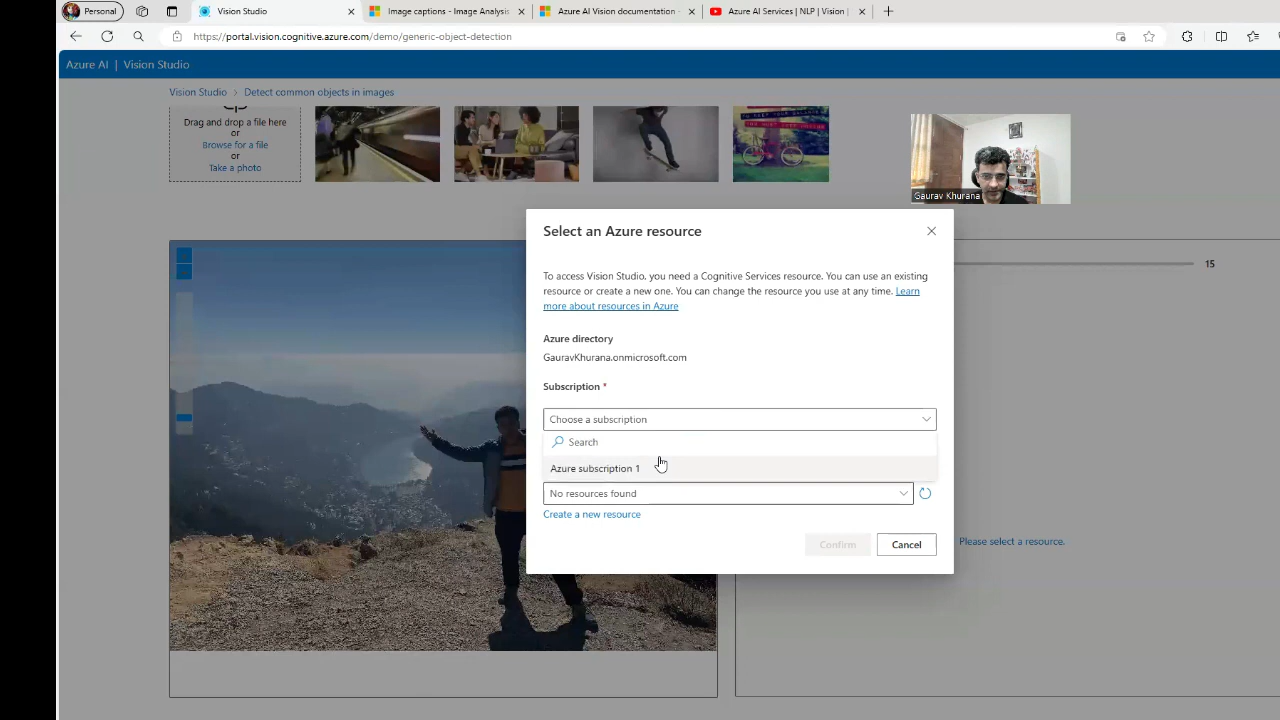 Personal
Vision Studio
Image captions - Image Analysis
Azure AI Vision documentation -
Azure AI Services | NLP | Vision |
https://portal.vision.cognitive.azure.com/demo/generic-object-detection
Azure AI | Vision Studio
Vision Studio > Detect common objects in images
Drag and drop a file here
or
Browse for a file
or
Take a photo
Gaurav Khurana
Select an Azure resource
To access Vision Studio, you need a Cognitive Services resource. You can use an existing
resource or create a new one. You can change the resource you use at any time. Learn
more about resources in Azure
Azure directory
GauravKhurana.onmicrosoft.com
Subscription *
Choose a subscription
Search
Azure subscription 1
No resources found
Create a new resource
Confirm
Cancel
15
Please select a resource.